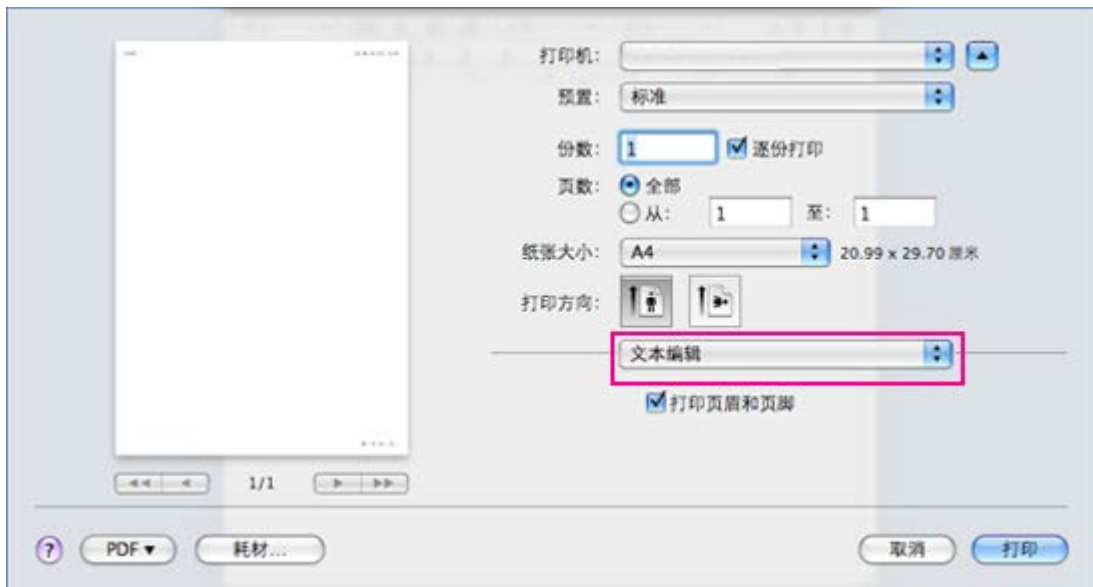 打印机:
预置: 标准
份数: 1 逐份打印
页数: 全部
从: 1 至: 1
纸张大小: A4 20.99 x 29.70 厘米
打印方向:
文本编辑
打印页眉和页脚
1/1
? PDF▼ 耗材... 取消 打印